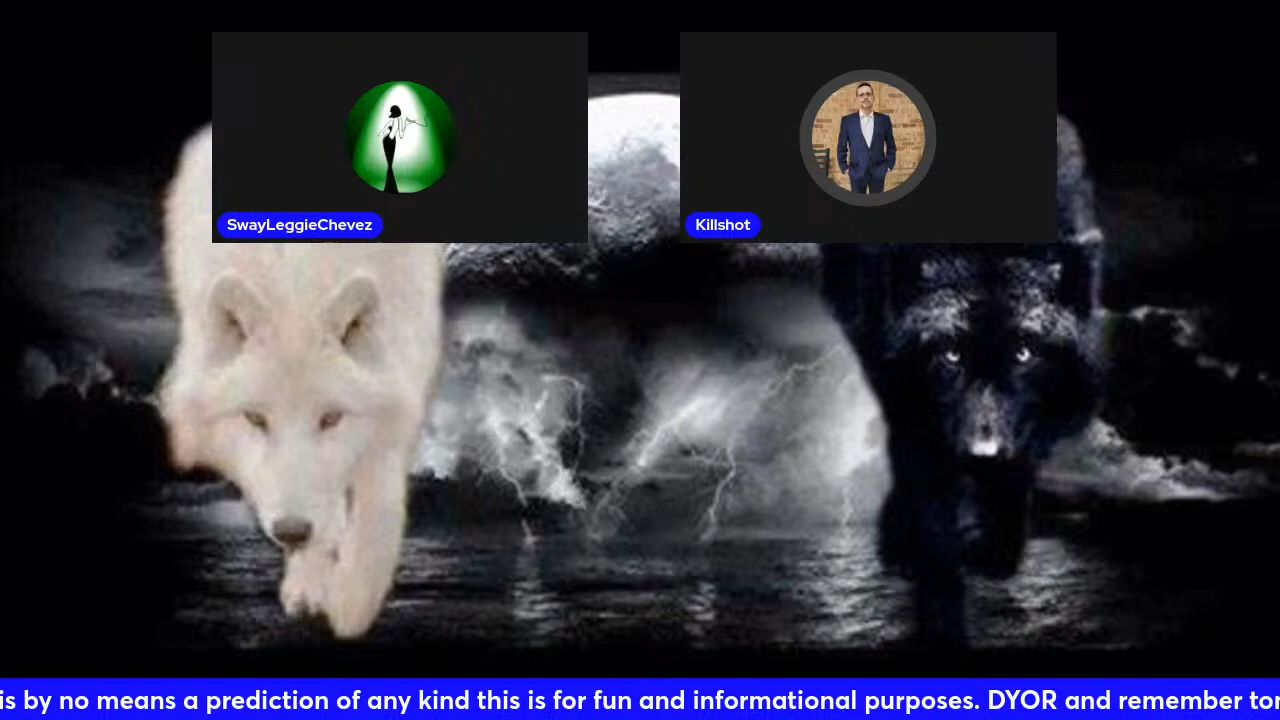 SwayLeggieChevez
Killshot
is by no means a prediction of any kind this is for fun and informational purposes. DYOR and remember tor